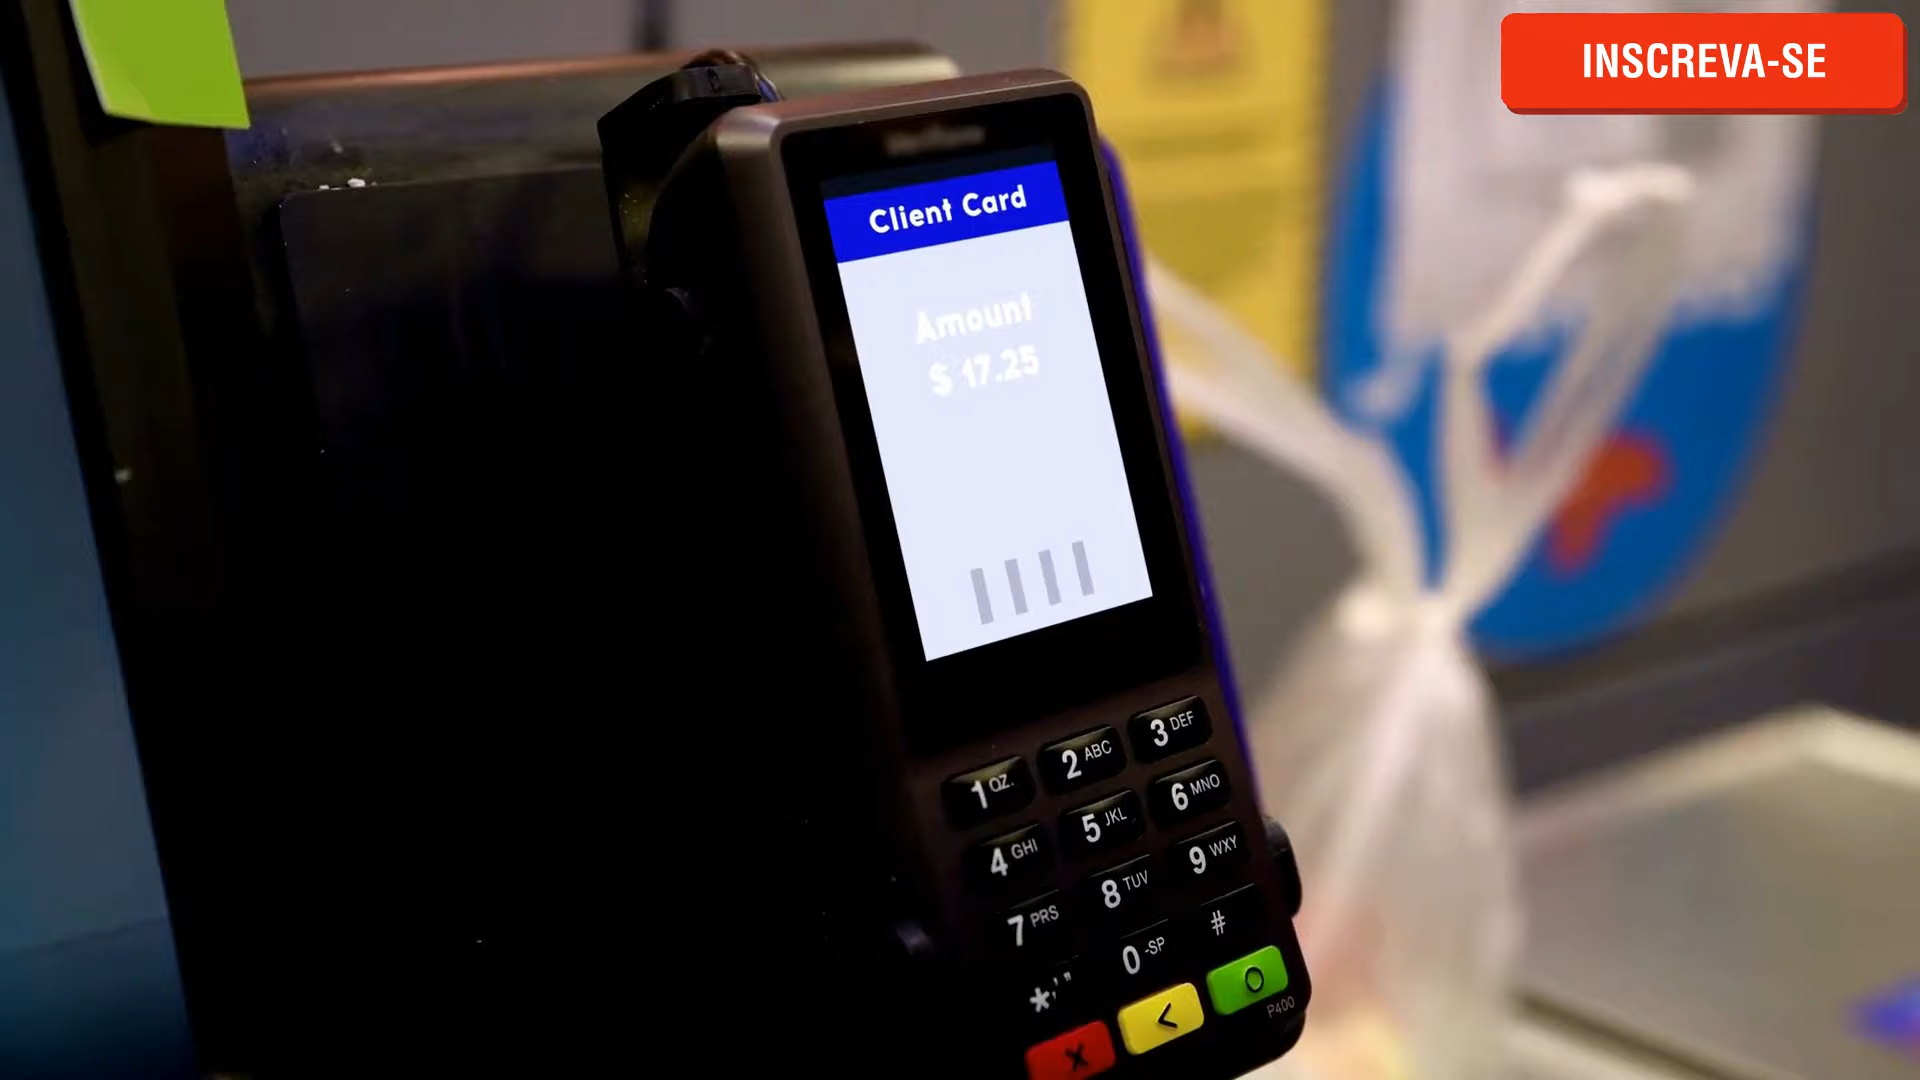 INSCREVA-SE
Client Card
Amount
$ 17.25
1 QZ. 2 ABC 3 DEF
4 GHI 5 JKL 6 MNO
7 PRS 8 TUV 9 WXY
*,'" 0 -SP #
X < O
P400